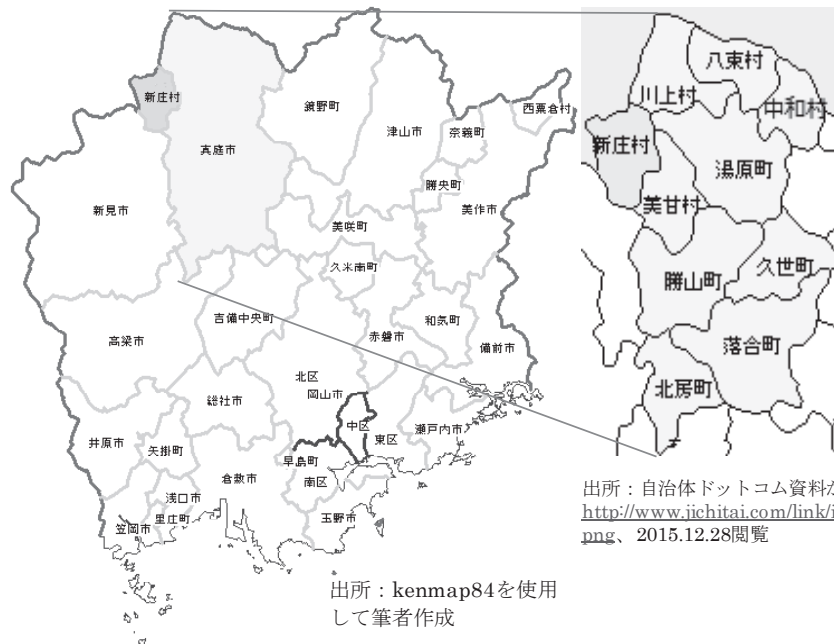 新庄村
真庭市
鏡野町
津山市
奈義町
西粟倉村
勝央町
新見市
美咲町
美作市
久米南町
吉備中央町
和気町
高梁市
赤磐市
備前市
北区
岡山市
総社市
中区
東区
瀬戸内市
井原市
矢掛町
早島町
倉敷市
南区
浅口市
里庄町
笠岡市
玉野市
出所：kenmap84を使用
して筆者作成
八束村
川上村
中和村
新庄村
湯原町
美甘村
久世町
勝山町
落合町
北房町
出所：自治体ドットコム資料か
http://www.jichitai.com/link/i
png、2015.12.28閲覧